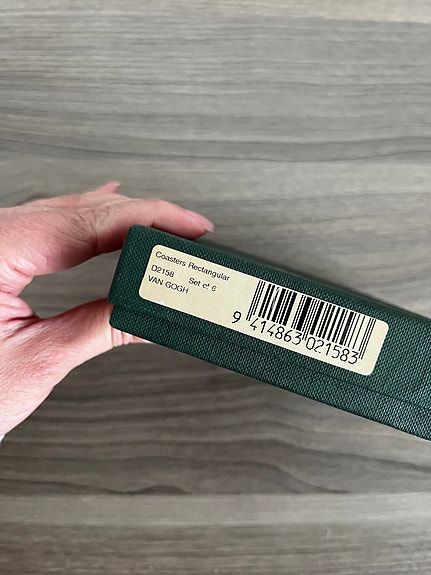 Coasters Rectangular
D2158 Set of 6
VAN GOGH
9 414863 021583